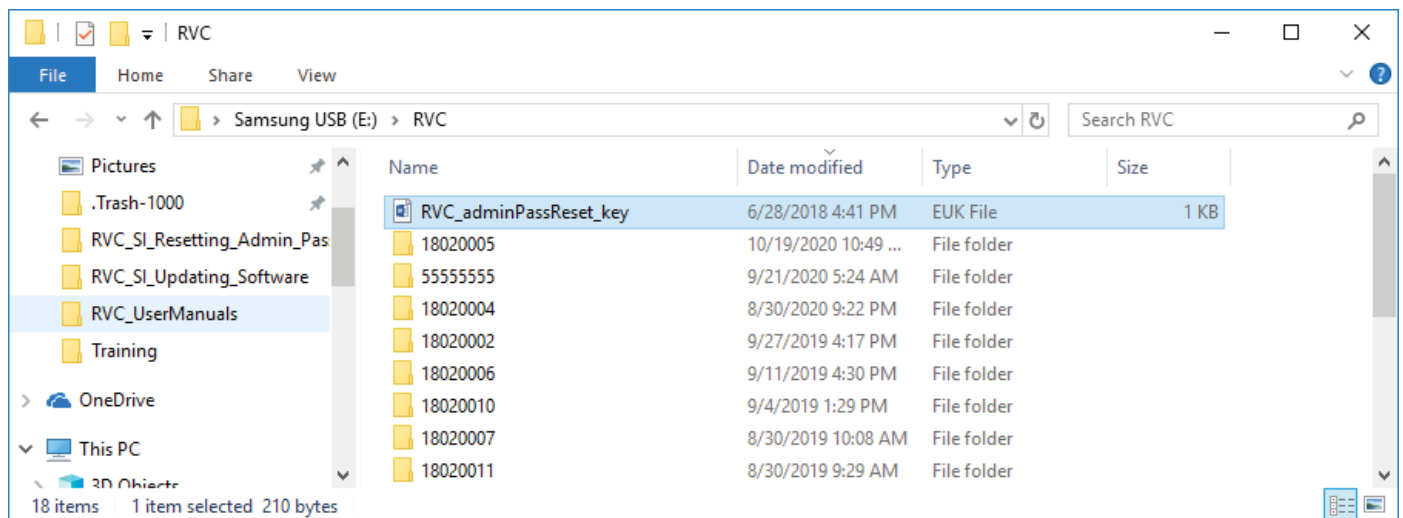 RVC
File Home Share View
Samsung USB (E:) RVC Search RVC
Name Date modified Type Size
Pictures
.Trash-1000
RVC_SI_Resetting_Admin_Pas
RVC_SI_Updating_Software
RVC_UserManuals
Training
OneDrive
This PC
3D Objects
RVC_adminPassReset_key 6/28/2018 4:41 PM EUK File 1 KB
18020005 10/19/2020 10:49 ... File folder
55555555 9/21/2020 5:24 AM File folder
18020004 8/30/2020 9:22 PM File folder
18020002 9/27/2019 4:17 PM File folder
18020006 9/11/2019 4:30 PM File folder
18020010 9/4/2019 1:29 PM File folder
18020007 8/30/2019 10:08 AM File folder
18020011 8/30/2019 9:29 AM File folder
18 items 1 item selected 210 bytes